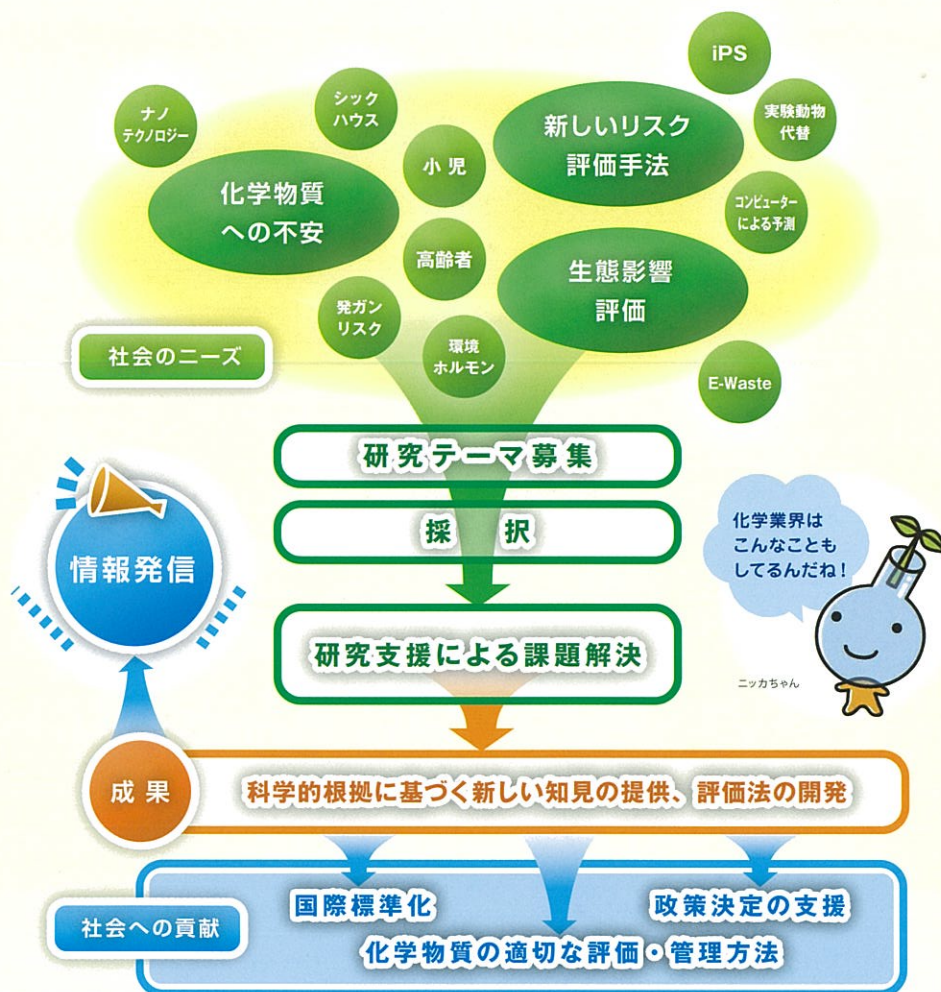 iPS
ナノ
テクノロジー
シック
ハウス
新しいリスク
評価手法
実験動物
代替
小児
化学物質
への不安
コンピューター
による予測
高齢者
生態影響
評価
発ガン
リスク
環境
ホルモン
社会のニーズ
E-Waste
研究テーマ募集
採択
化学業界は
こんなことも
してるんだね!
情報発信
研究支援による課題解決
ニッカちゃん
成果
科学的根拠に基づく新しい知見の提供、評価法の開発
国際標準化
政策決定の支援
社会への貢献
化学物質の適切な評価・管理方法